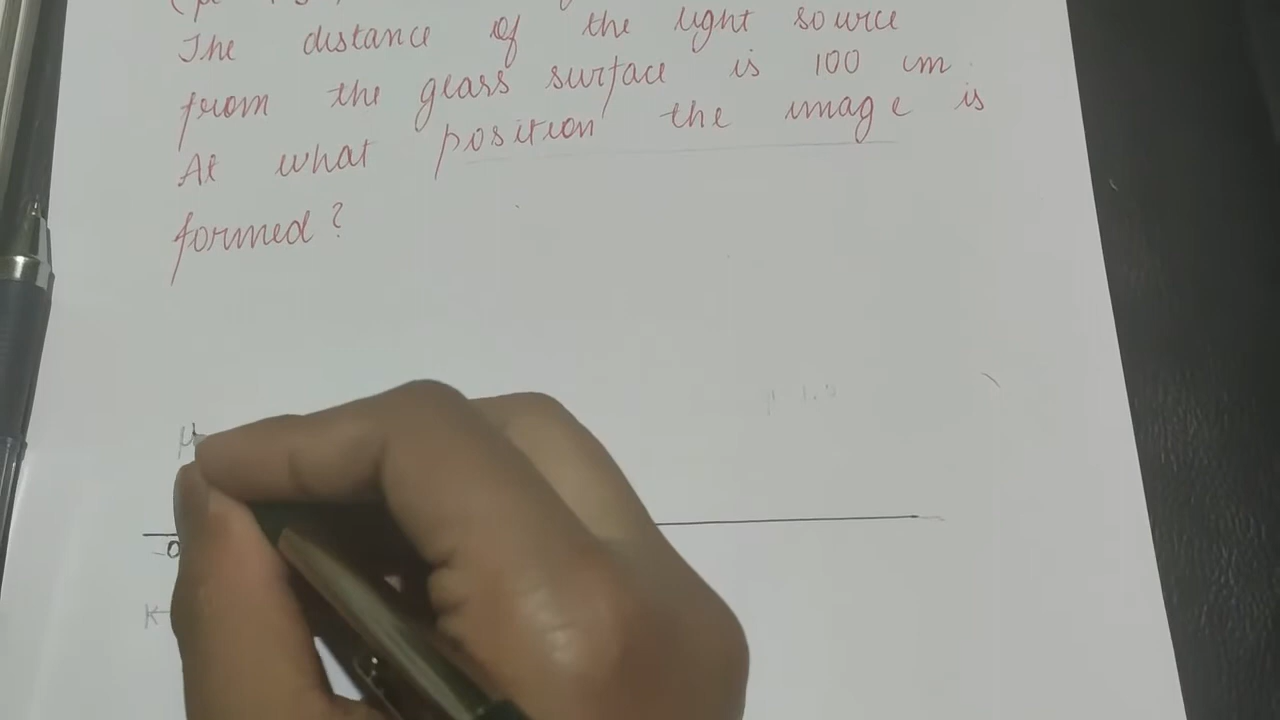 The distance of the light source
from the glass surface is 100 cm.
At what position the image is
formed?
μ
O